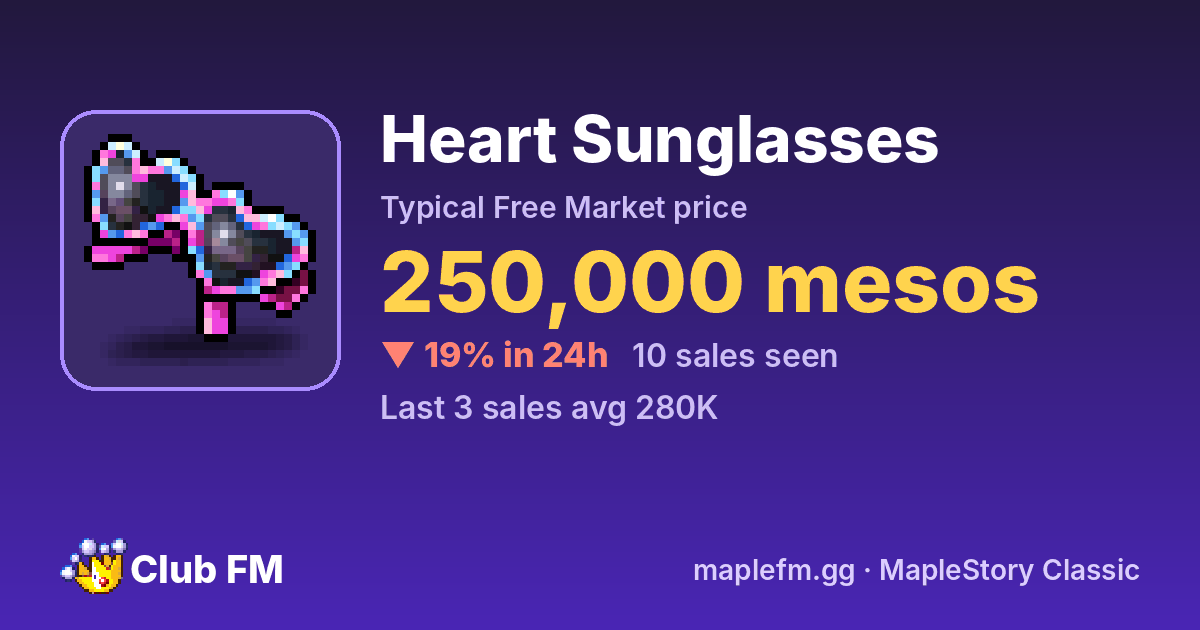 Heart Sunglasses
Typical Free Market price
250,000 mesos
▼ 19% in 24h 10 sales seen
Last 3 sales avg 280K
Club FM
maplefm.gg · MapleStory Classic